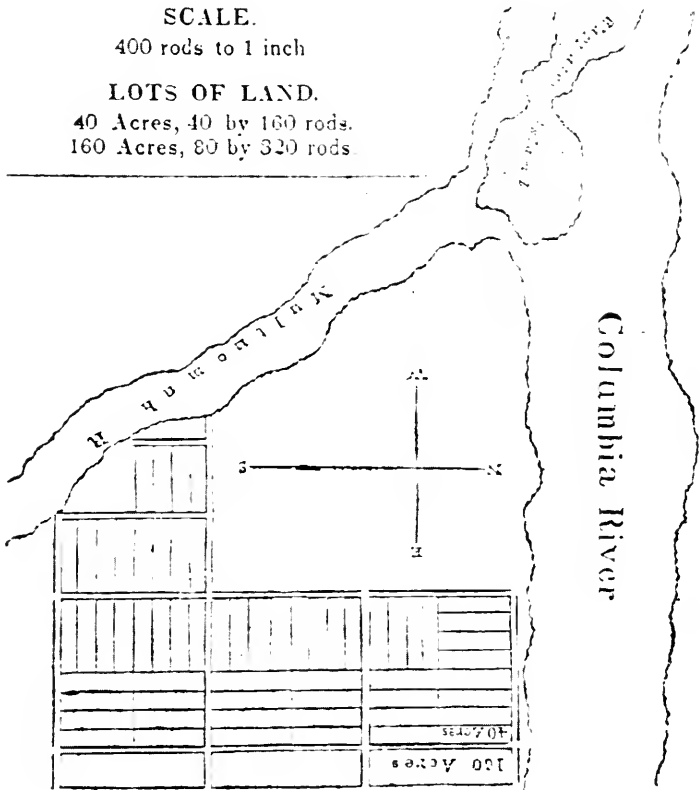 SCALE.
400 rods to 1 inch
LOTS OF LAND.
40 Acres, 40 by 160 rods.
160 Acres, 80 by 320 rods.
Multnomah R
Columbia River
W
S
N
E
40 Acres
160 Acres